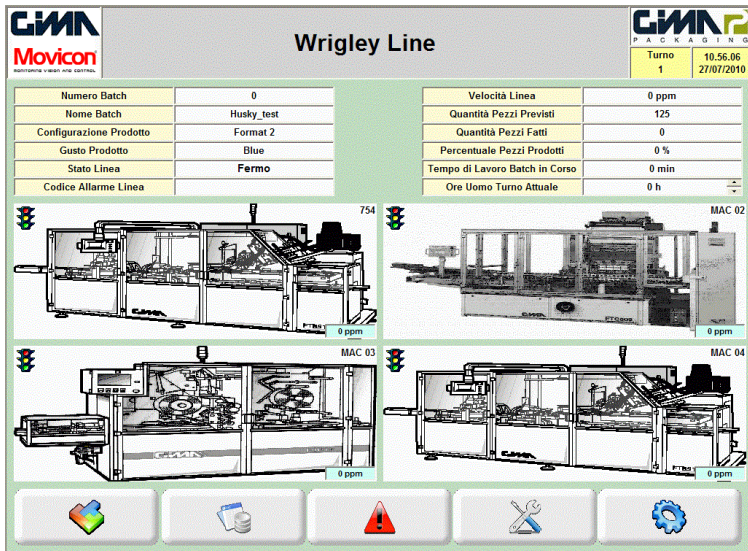 GIMA
Movicon
MONITORING VISION AND CONTROL
Wrigley Line
GIMA
PACKAGING
Turno
1
10.56.06
27/07/2010
Numero Batch 0
Nome Batch Husky_test
Configurazione Prodotto Format 2
Gusto Prodotto Blue
Stato Linea Fermo
Codice Allarme Linea
Velocità Linea 0 ppm
Quantità Pezzi Previsti 125
Quantità Pezzi Fatti 0
Percentuale Pezzi Prodotti 0 %
Tempo di Lavoro Batch in Corso 0 min
Ore Uomo Turno Attuale 0 h
754
GIMA
0 ppm
MAC 02
GIMA
0 ppm
MAC 03
GIMA
0 ppm
MAC 04
GIMA
0 ppm